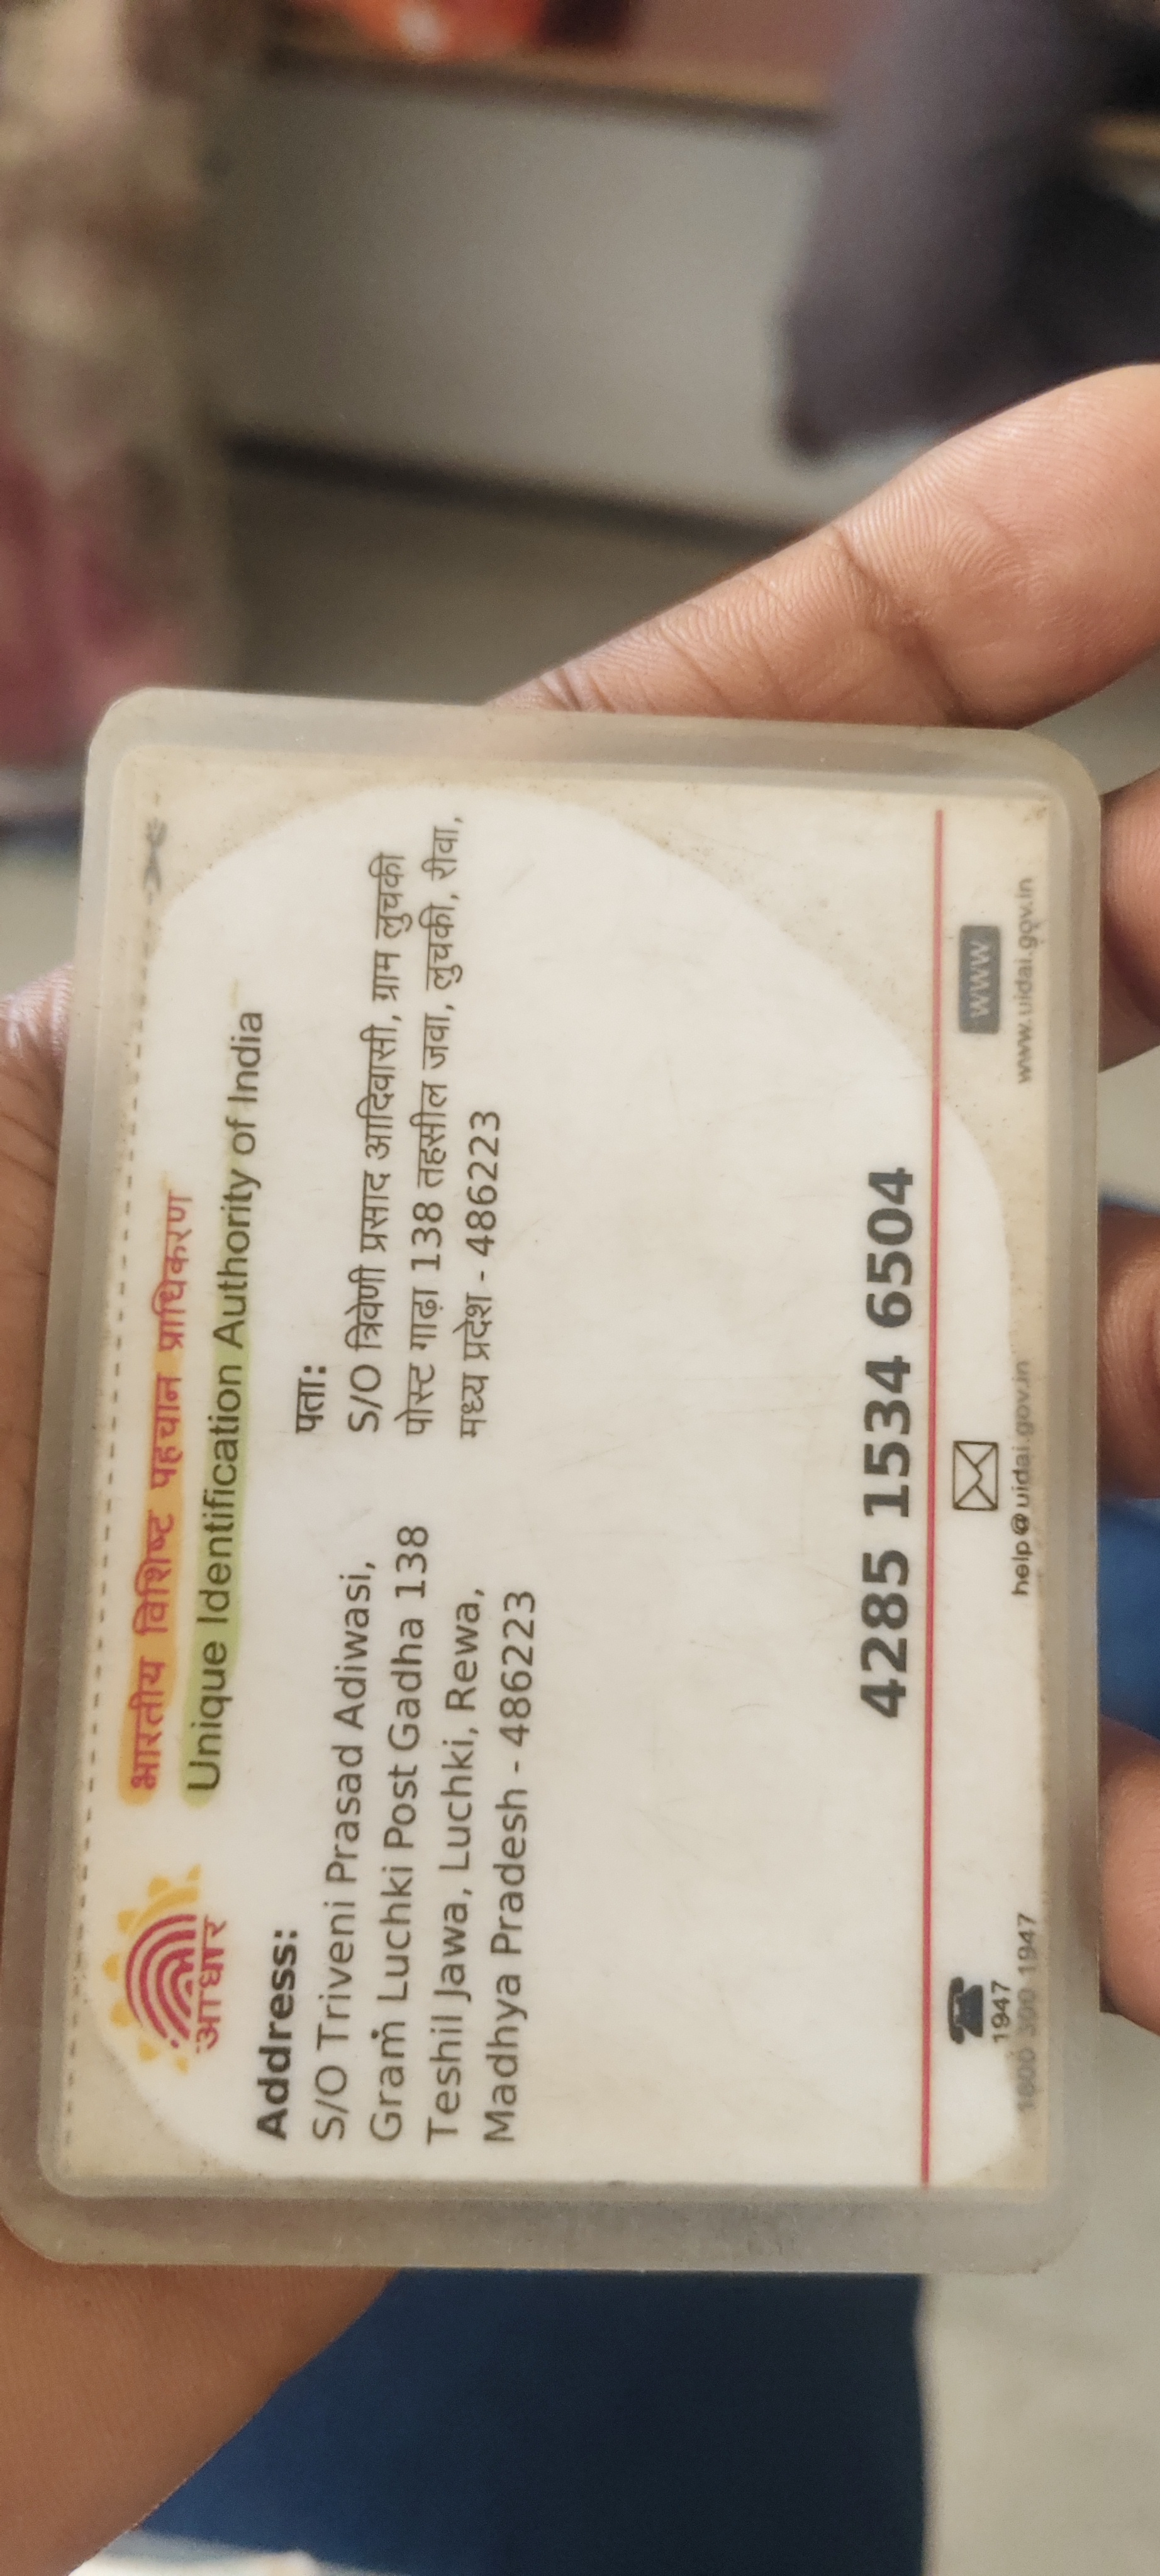 आधार
भारतीय विशिष्ट पहचान प्राधिकरण
Unique Identification Authority of India
Address:
S/O Triveni Prasad Adiwasi,
Gram Luchki Post Gadha 138
Teshil Jawa, Luchki, Rewa,
Madhya Pradesh - 486223
पता:
S/O त्रिवेणी प्रसाद आदिवासी, ग्राम लुचकी
पोस्ट गाढ़ा 138 तहसील जवा, लुचकी, रीवा,
मध्य प्रदेश - 486223
4285 1534 6504
1947
1800 300 1947
help@uidai.gov.in
WWW
www.uidai.gov.in